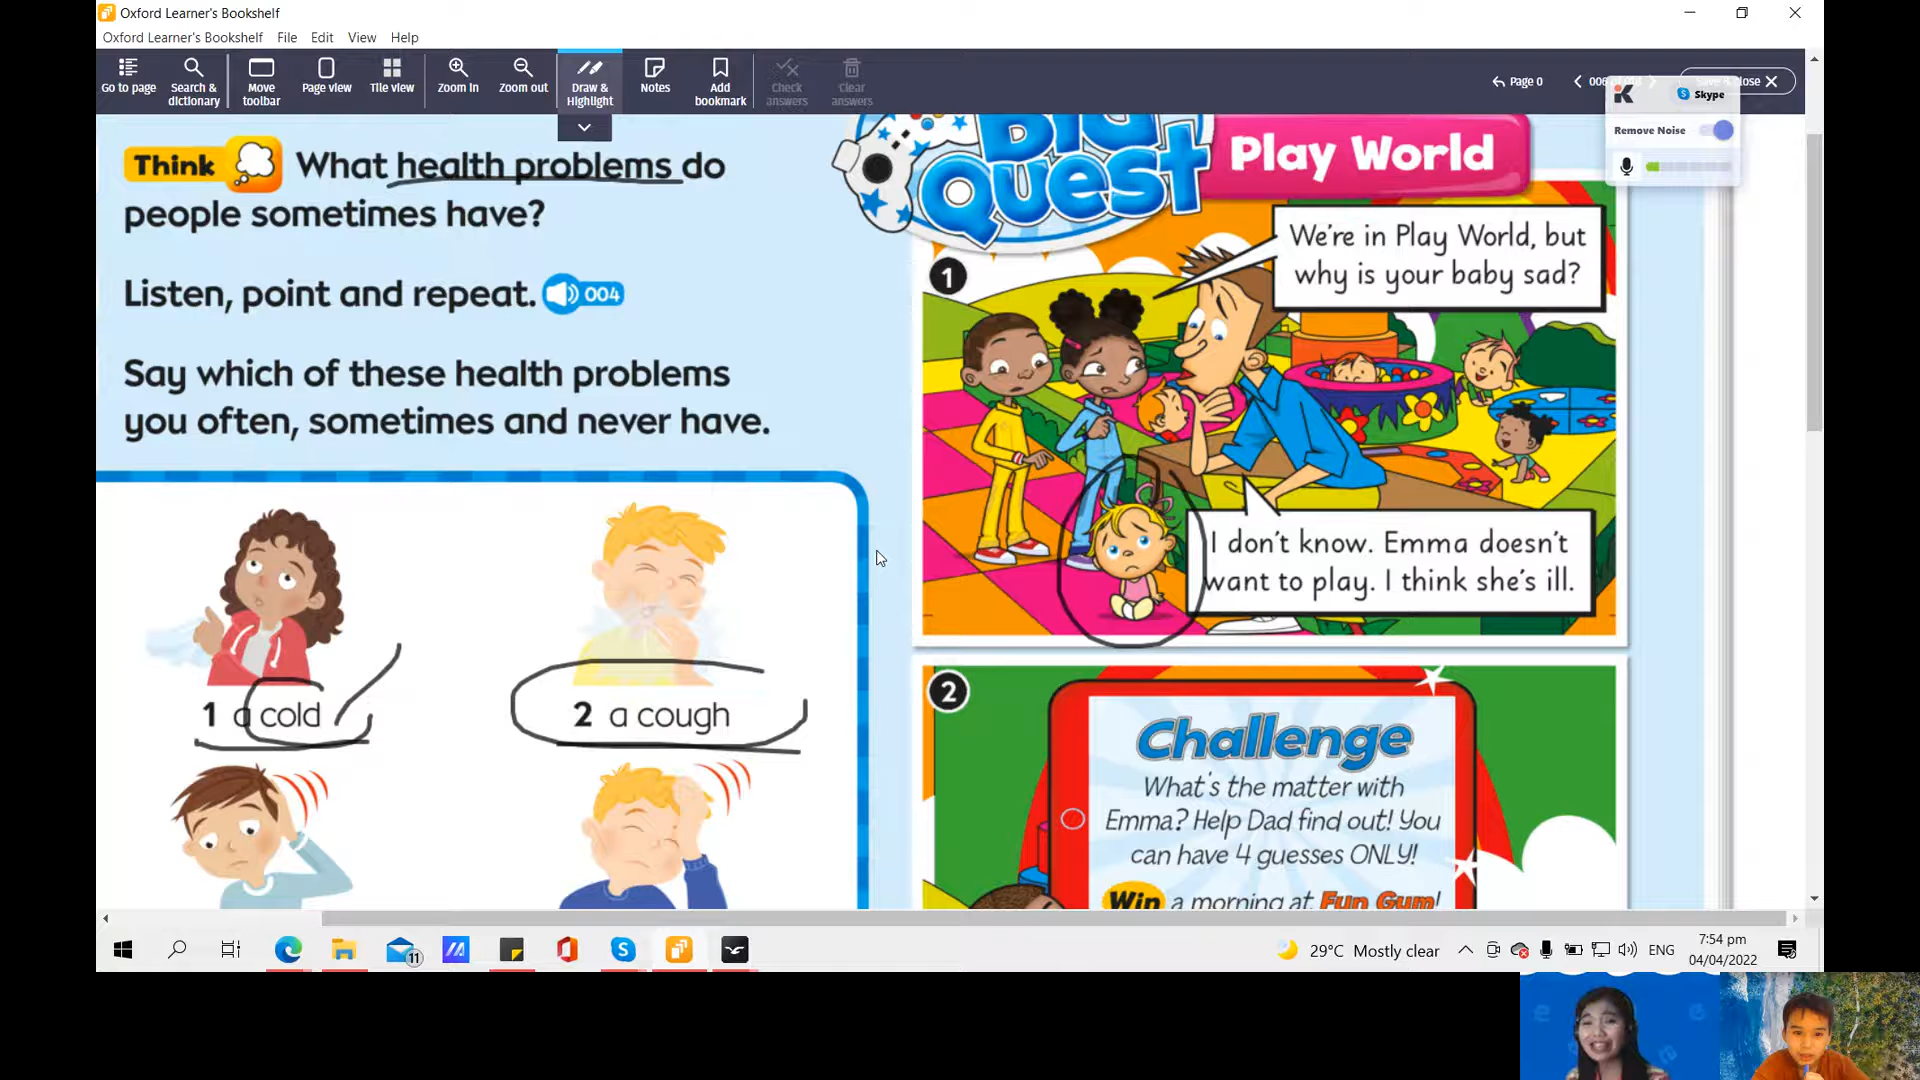 Oxford Learner's Bookshelf
Oxford Learner's Bookshelf File Edit View Help
Go to page
Search & dictionary
Move toolbar
Page view
Tile view
Zoom in
Zoom out
Draw & Highlight
Notes
Add bookmark
Check answers
Clear answers
Page 0
Skype
Remove Noise
Think What health problems do
people sometimes have?
Listen, point and repeat. 004
Say which of these health problems
you often, sometimes and never have.
1 a cold
2 a cough
Big
Quest
Play World
1
We're in Play World, but
why is your baby sad?
I don't know. Emma doesn't
want to play. I think she's ill.
2
Challenge
What's the matter with
Emma? Help Dad find out! You
can have 4 guesses ONLY!
Win a morning at Fun Gum!
11
29°C Mostly clear
ENG
7:54 pm
04/04/2022